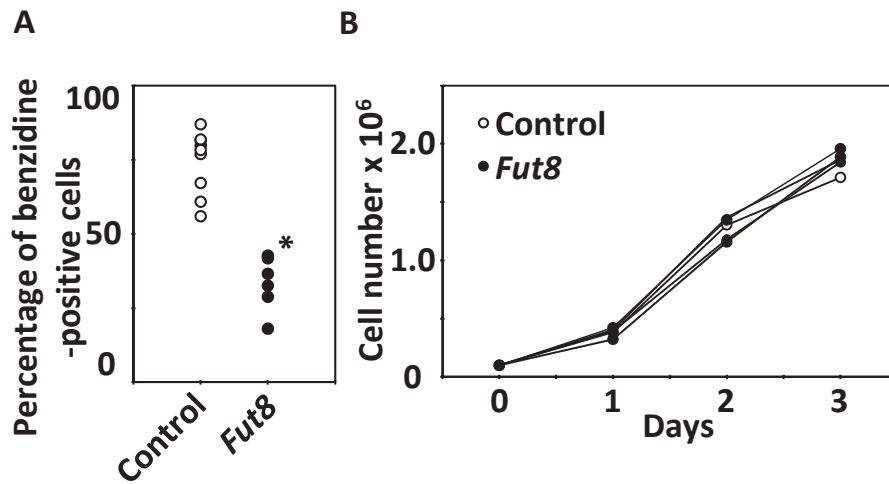 A
Percentage of benzidine
-positive cells
100
50
0
*
Control
Fut8
B
Cell number x 10⁶
2.0
1.0
0
Control
Fut8
0 1 2 3
Days